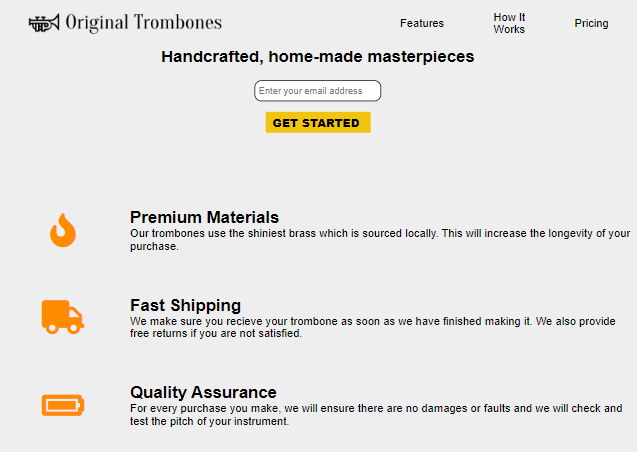 Original Trombones
Features
How It
Works
Pricing
Handcrafted, home-made masterpieces
Enter your email address
GET STARTED
Premium Materials
Our trombones use the shiniest brass which is sourced locally. This will increase the longevity of your
purchase.
Fast Shipping
We make sure you recieve your trombone as soon as we have finished making it. We also provide
free returns if you are not satisfied.
Quality Assurance
For every purchase you make, we will ensure there are no damages or faults and we will check and
test the pitch of your instrument.